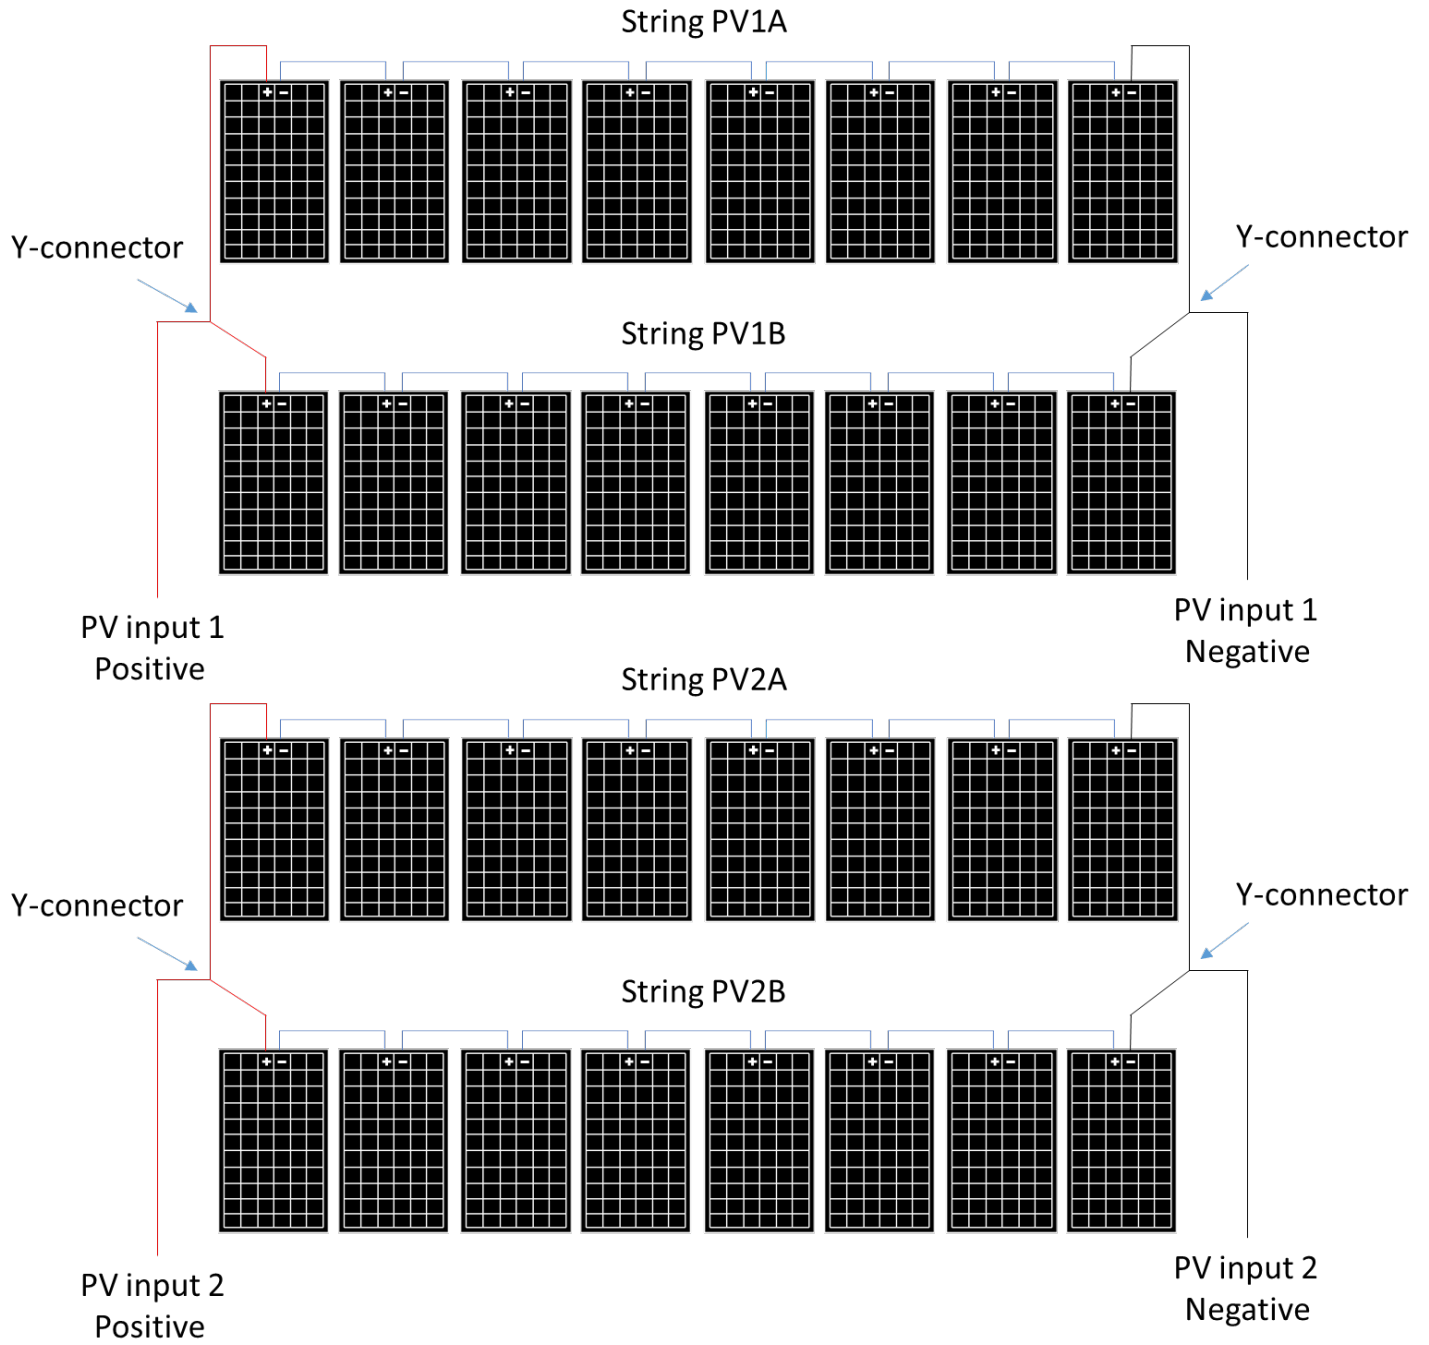 String PV1A
+ − + − + − + − + − + − + − + −
Y-connector
Y-connector
String PV1B
+ − + − + − + − + − + − + − + −
PV input 1
Positive
PV input 1
Negative
String PV2A
+ − + − + − + − + − + − + − + −
Y-connector
Y-connector
String PV2B
+ − + − + − + − + − + − + − + −
PV input 2
Positive
PV input 2
Negative